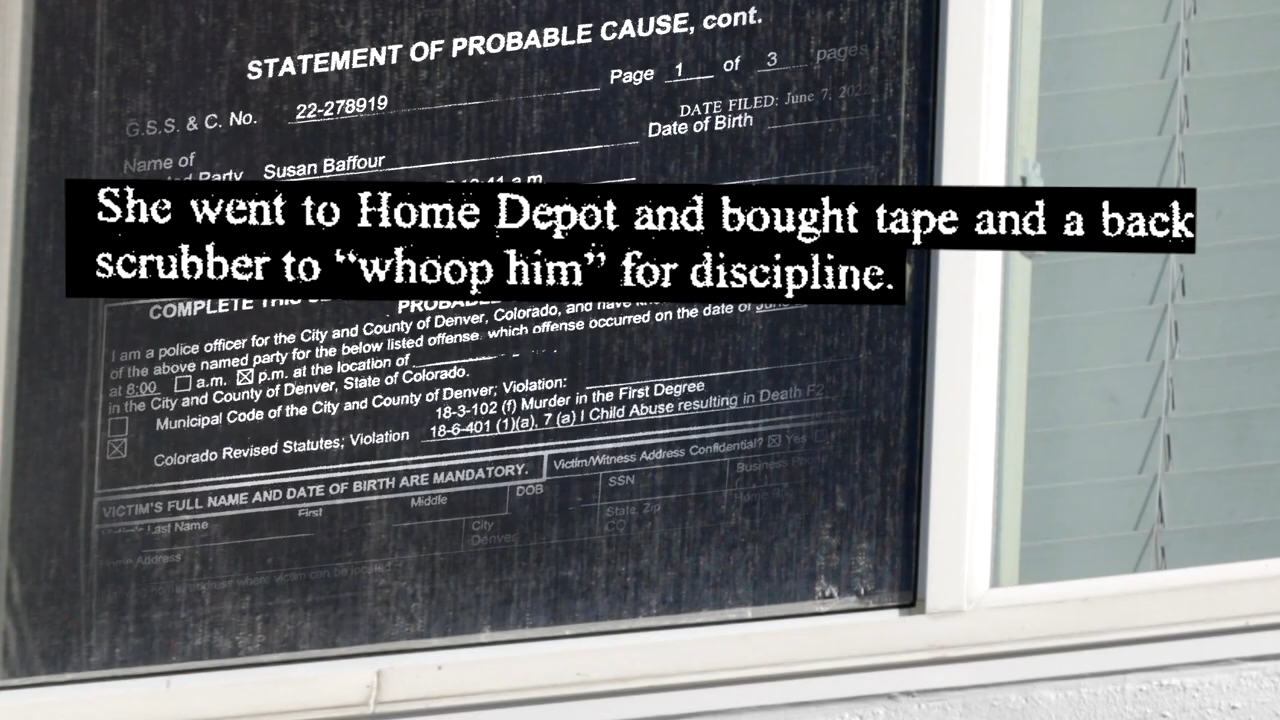 STATEMENT OF PROBABLE CAUSE, cont.
Page 1 of 3 pages
G.S.S. & C. No. 22-278919
DATE FILED: June 7,
Date of Birth
Name of
Party Susan Baffour
She went to Home Depot and bought tape and a back
scrubber to “whoop him” for discipline.
COMPLETE
I am a police officer for the City and County of Denver, Colorado, and have
of the above named party for the below listed offense, which offense occurred on the date of
at 8:00 a.m. ☒ p.m. at the location of
in the City and County of Denver, State of Colorado.
Municipal Code of the City and County of Denver; Violation:
18-3-102 (f) Murder in the First Degree
Colorado Revised Statutes; Violation 18-6-401 (1)(a), 7 (a) I Child Abuse resulting in Death F2
VICTIM'S FULL NAME AND DATE OF BIRTH ARE MANDATORY.
Victim/Witness Address Confidential? ☒ Yes
Last Name First Middle DOB SSN Business
Address City State, Zip
Denver CO